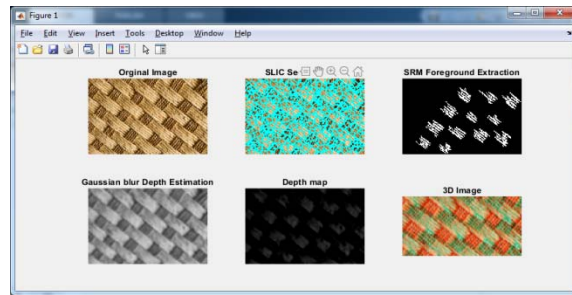 Figure 1
File Edit View Insert Tools Desktop Window Help
Orginal Image
SLIC Se
SRM Foreground Extraction
Gaussian blur Depth Estimation
Depth map
3D Image